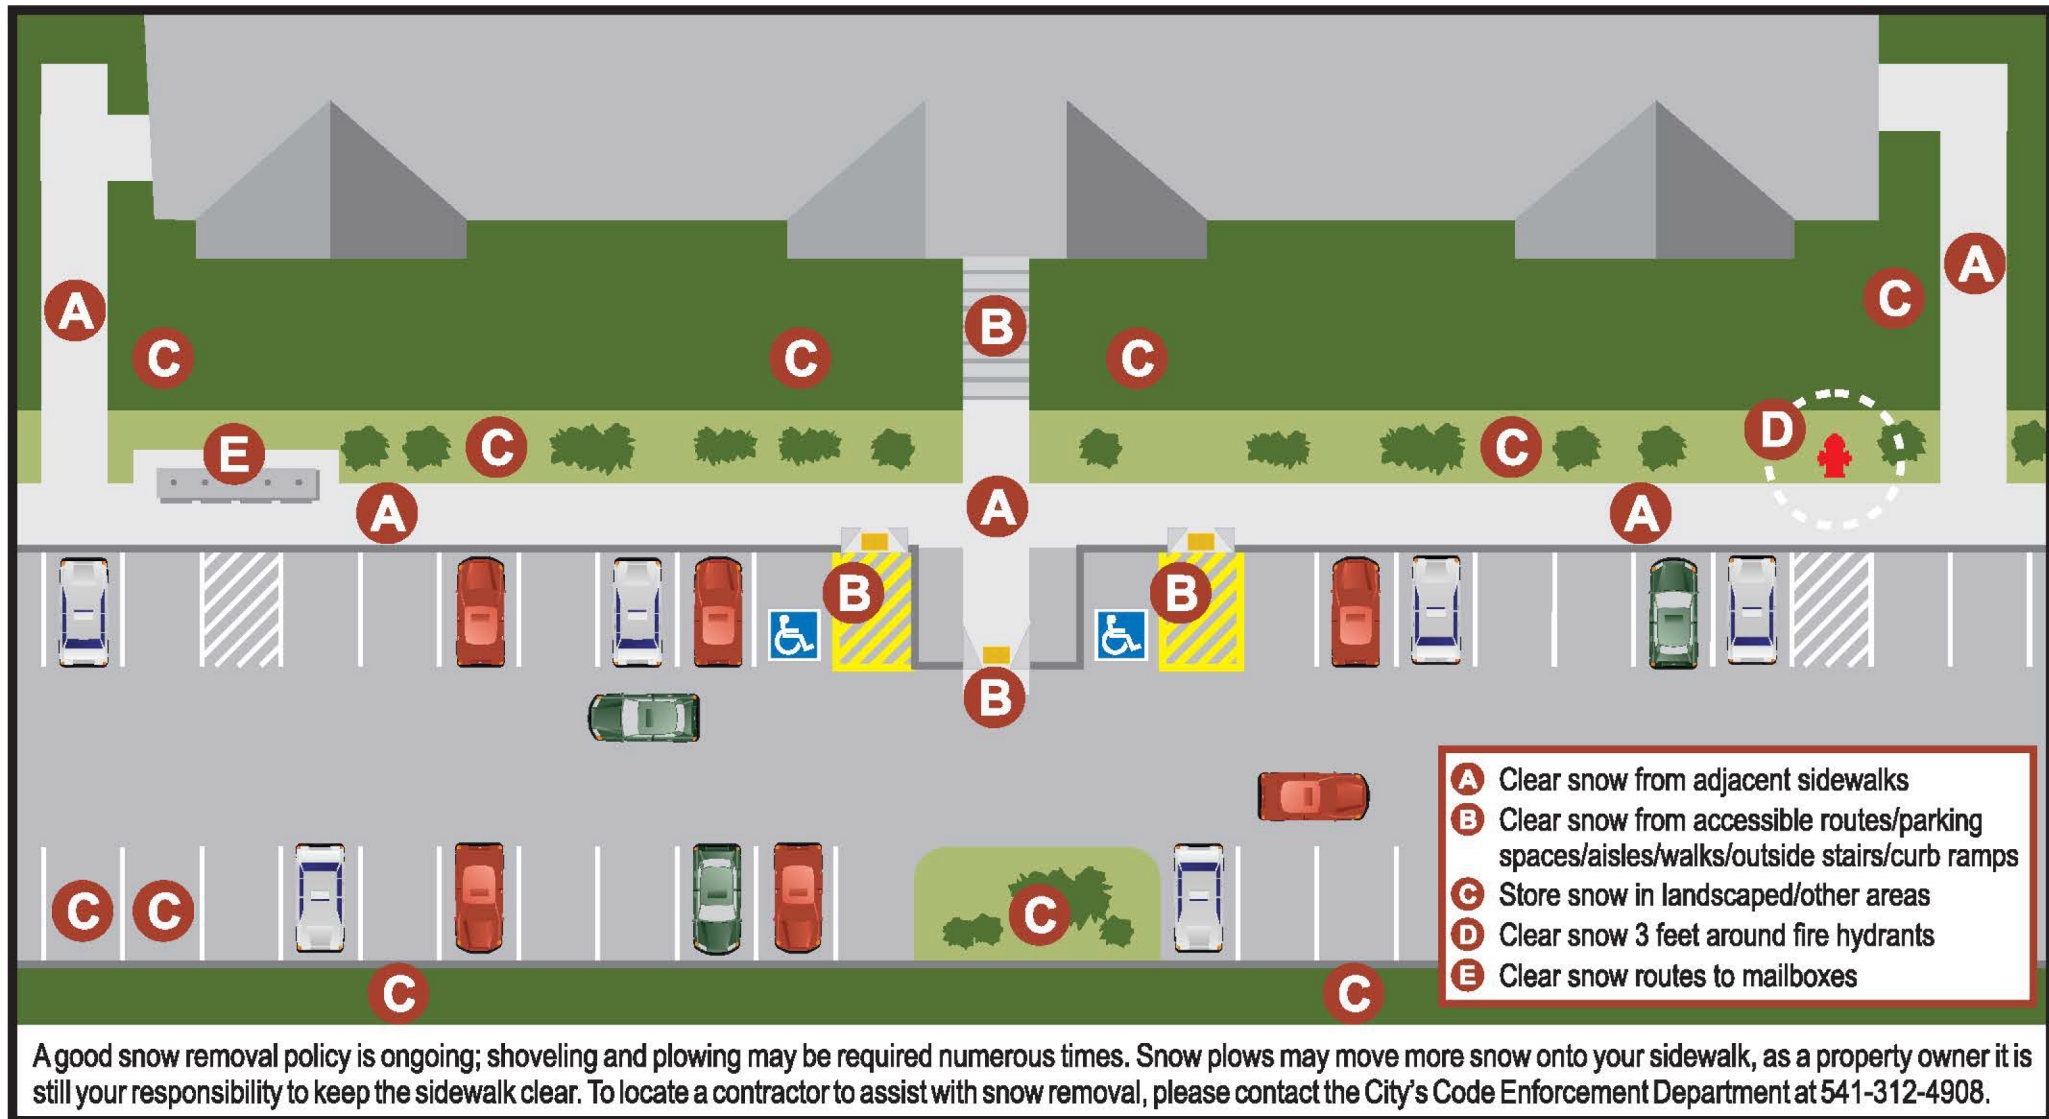 A
A
C
B
C
C
C
D
E
C
C
A
A
A
B
B
B
C
C
C
C
C
A Clear snow from adjacent sidewalks
B Clear snow from accessible routes/parking
spaces/aisles/walks/outside stairs/curb ramps
C Store snow in landscaped/other areas
D Clear snow 3 feet around fire hydrants
E Clear snow routes to mailboxes
A good snow removal policy is ongoing; shoveling and plowing may be required numerous times. Snow plows may move more snow onto your sidewalk, as a property owner it is
still your responsibility to keep the sidewalk clear. To locate a contractor to assist with snow removal, please contact the City's Code Enforcement Department at 541-312-4908.